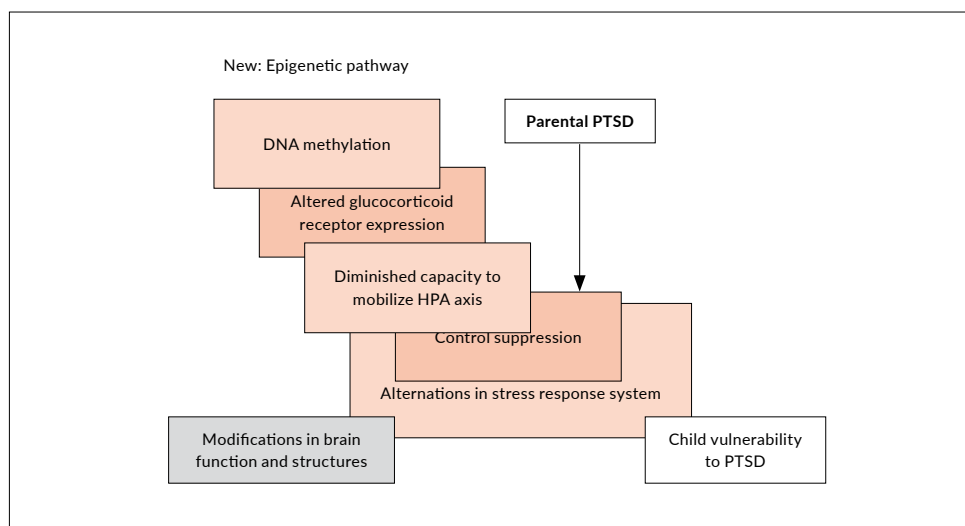 New: Epigenetic pathway
DNA methylation
Parental PTSD
Altered glucocorticoid
receptor expression
Diminished capacity to
mobilize HPA axis
Control suppression
Alternations in stress response system
Modifications in brain
function and structures
Child vulnerability
to PTSD